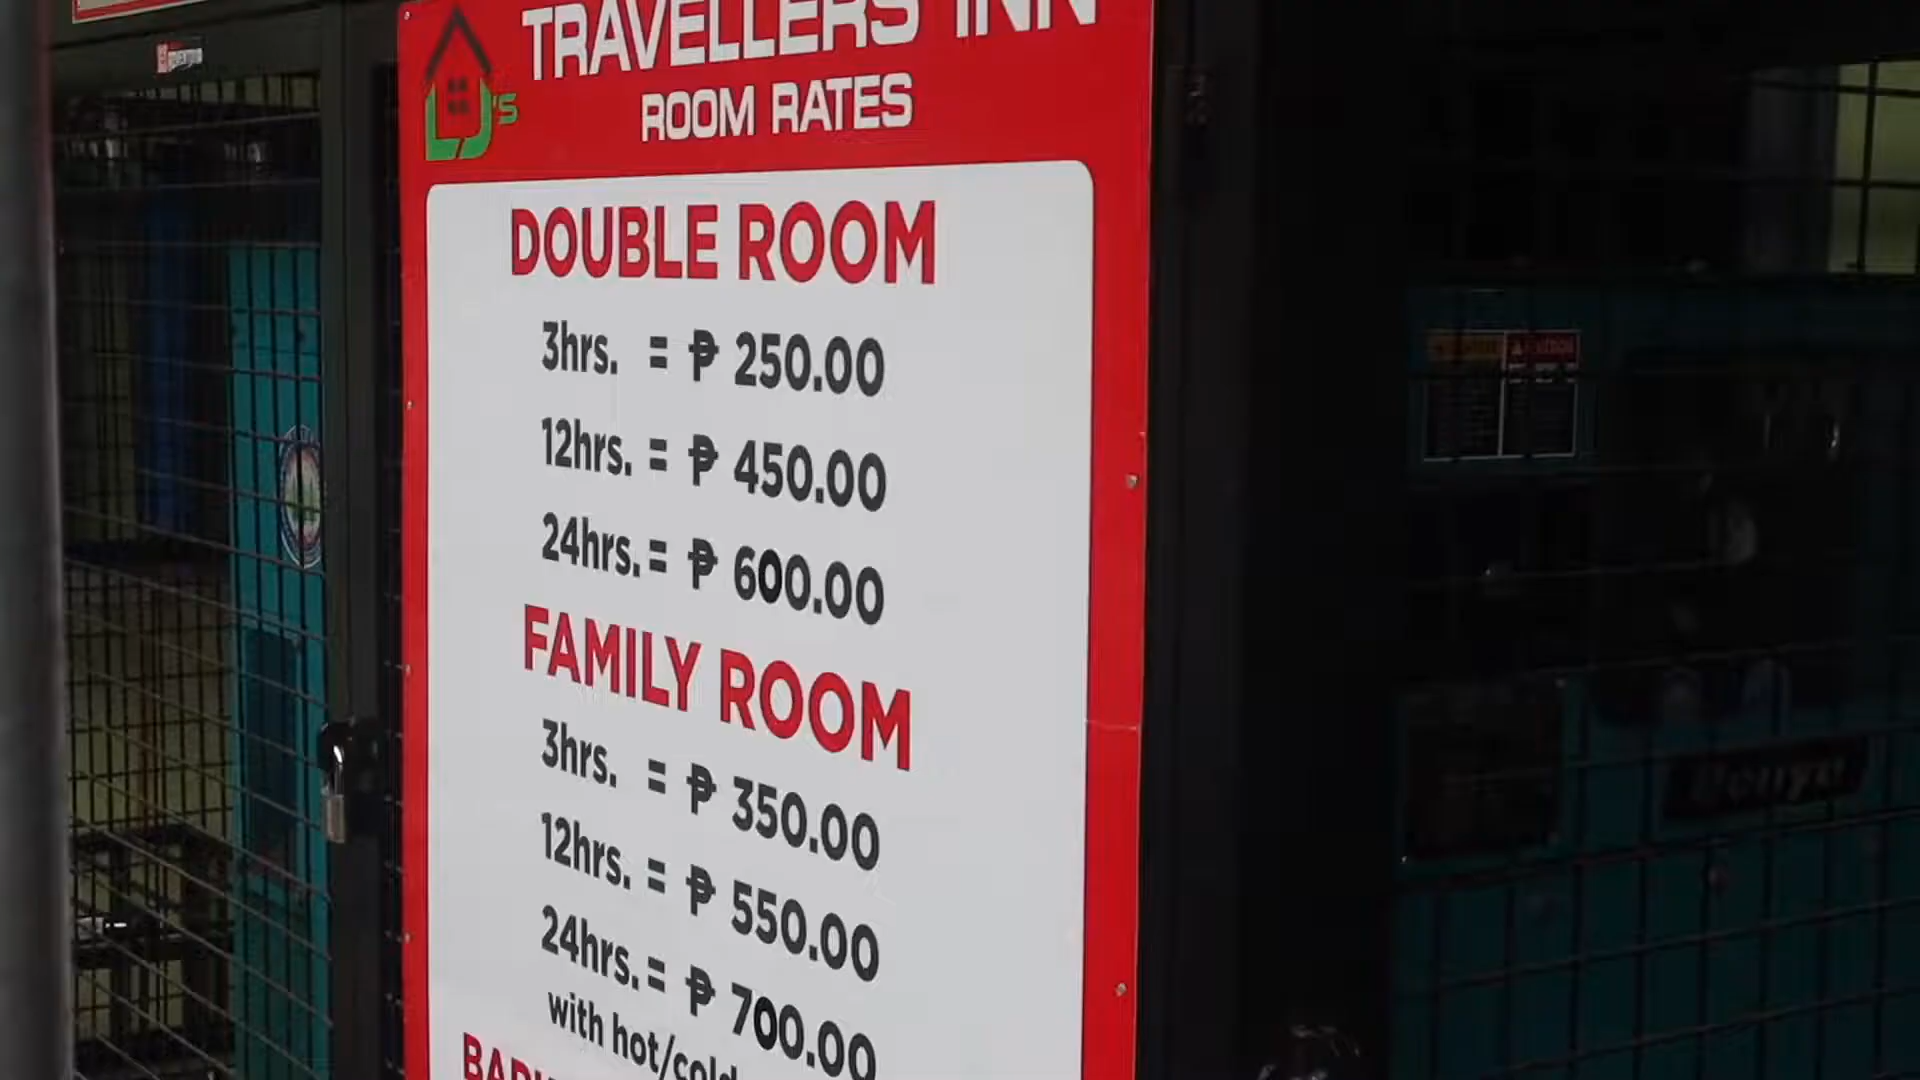 TRAVELLERS INN
LJ's
ROOM RATES
DOUBLE ROOM
3hrs. = ₱ 250.00
12hrs. = ₱ 450.00
24hrs. = ₱ 600.00
FAMILY ROOM
3hrs. = ₱ 350.00
12hrs. = ₱ 550.00
24hrs. = ₱ 700.00
with hot/cold